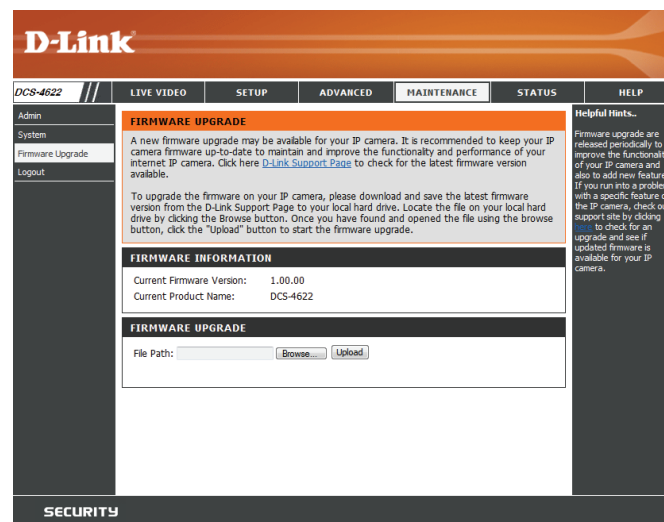 D-Link
DCS-4622
LIVE VIDEO
SETUP
ADVANCED
MAINTENANCE
STATUS
HELP
Admin
System
Firmware Upgrade
Logout
FIRMWARE UPGRADE
A new firmware upgrade may be available for your IP camera. It is recommended to keep your IP
camera firmware up-to-date to maintain and improve the functionality and performance of your
internet IP camera. Click here D-Link Support Page to check for the latest firmware version
available.
To upgrade the firmware on your IP camera, please download and save the latest firmware
version from the D-Link Support Page to your local hard drive. Locate the file on your local hard
drive by clicking the Browse button. Once you have found and opened the file using the browse
button, click the "Upload" button to start the firmware upgrade.
FIRMWARE INFORMATION
Current Firmware Version: 1.00.00
Current Product Name: DCS-4622
FIRMWARE UPGRADE
File Path: Browse... Upload
Helpful Hints..
Firmware upgrade are
released periodically to
improve the functionalit
of your IP camera and
also to add new feature
If you run into a problem
with a specific feature o
the IP camera, check ou
support site by clicking
here to check for an
upgrade and see if
updated firmware is
available for your IP
camera.
SECURITY